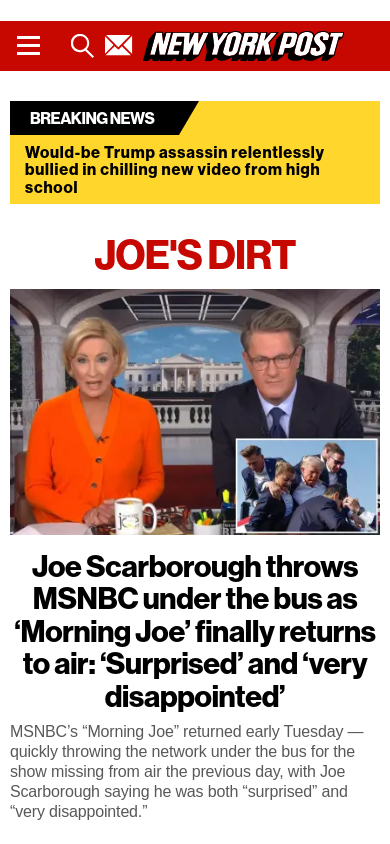 NEW YORK POST
BREAKING NEWS
Would-be Trump assassin relentlessly
bullied in chilling new video from high
school
JOE'S DIRT
Joe Scarborough throws
MSNBC under the bus as
‘Morning Joe’ finally returns
to air: ‘Surprised’ and ‘very
disappointed’
MSNBC’s “Morning Joe” returned early Tuesday —
quickly throwing the network under the bus for the
show missing from air the previous day, with Joe
Scarborough saying he was both “surprised” and
“very disappointed.”